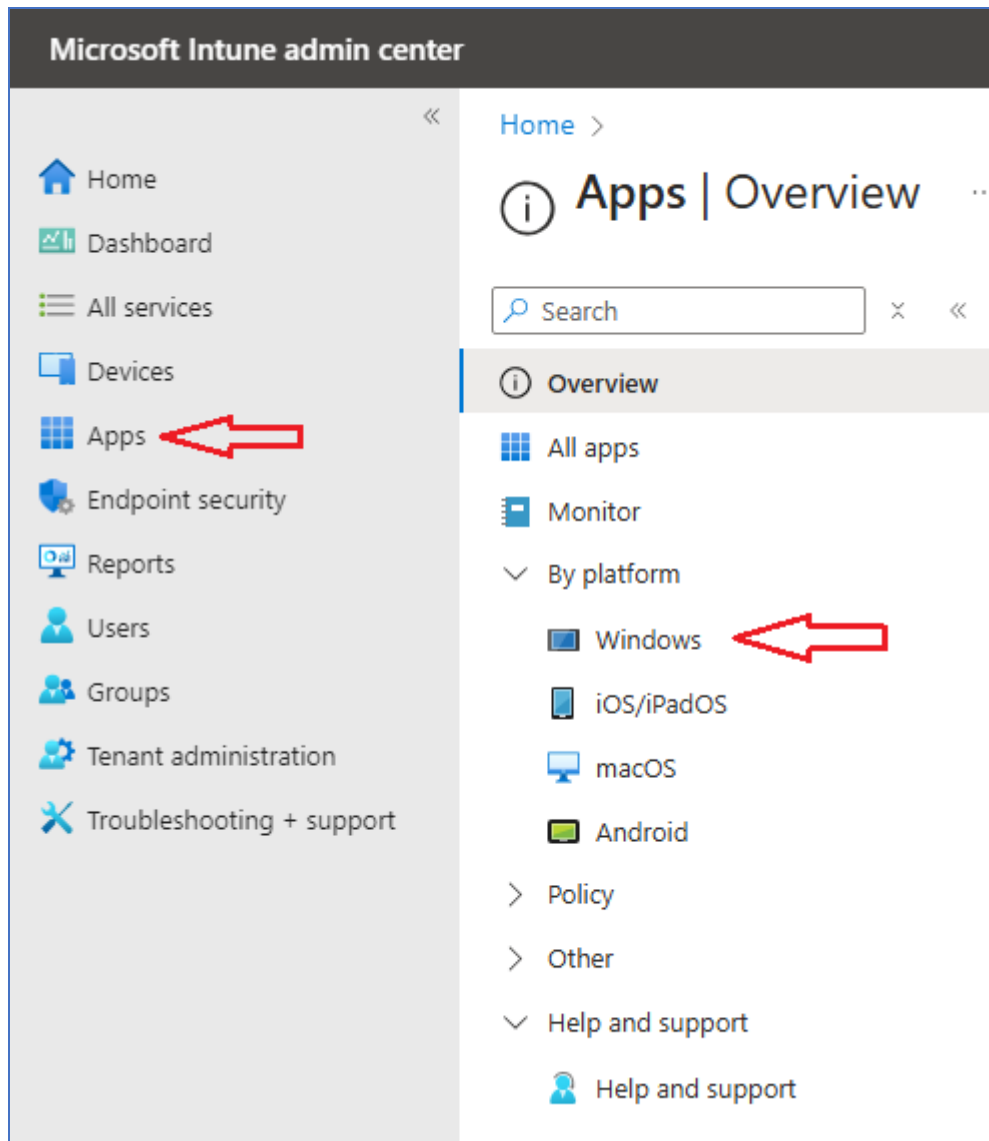 Microsoft Intune admin center
Home
Dashboard
All services
Devices
Apps
Endpoint security
Reports
Users
Groups
Tenant administration
Troubleshooting + support
Home >
Apps | Overview
Search
Overview
All apps
Monitor
By platform
Windows
iOS/iPadOS
macOS
Android
Policy
Other
Help and support
Help and support